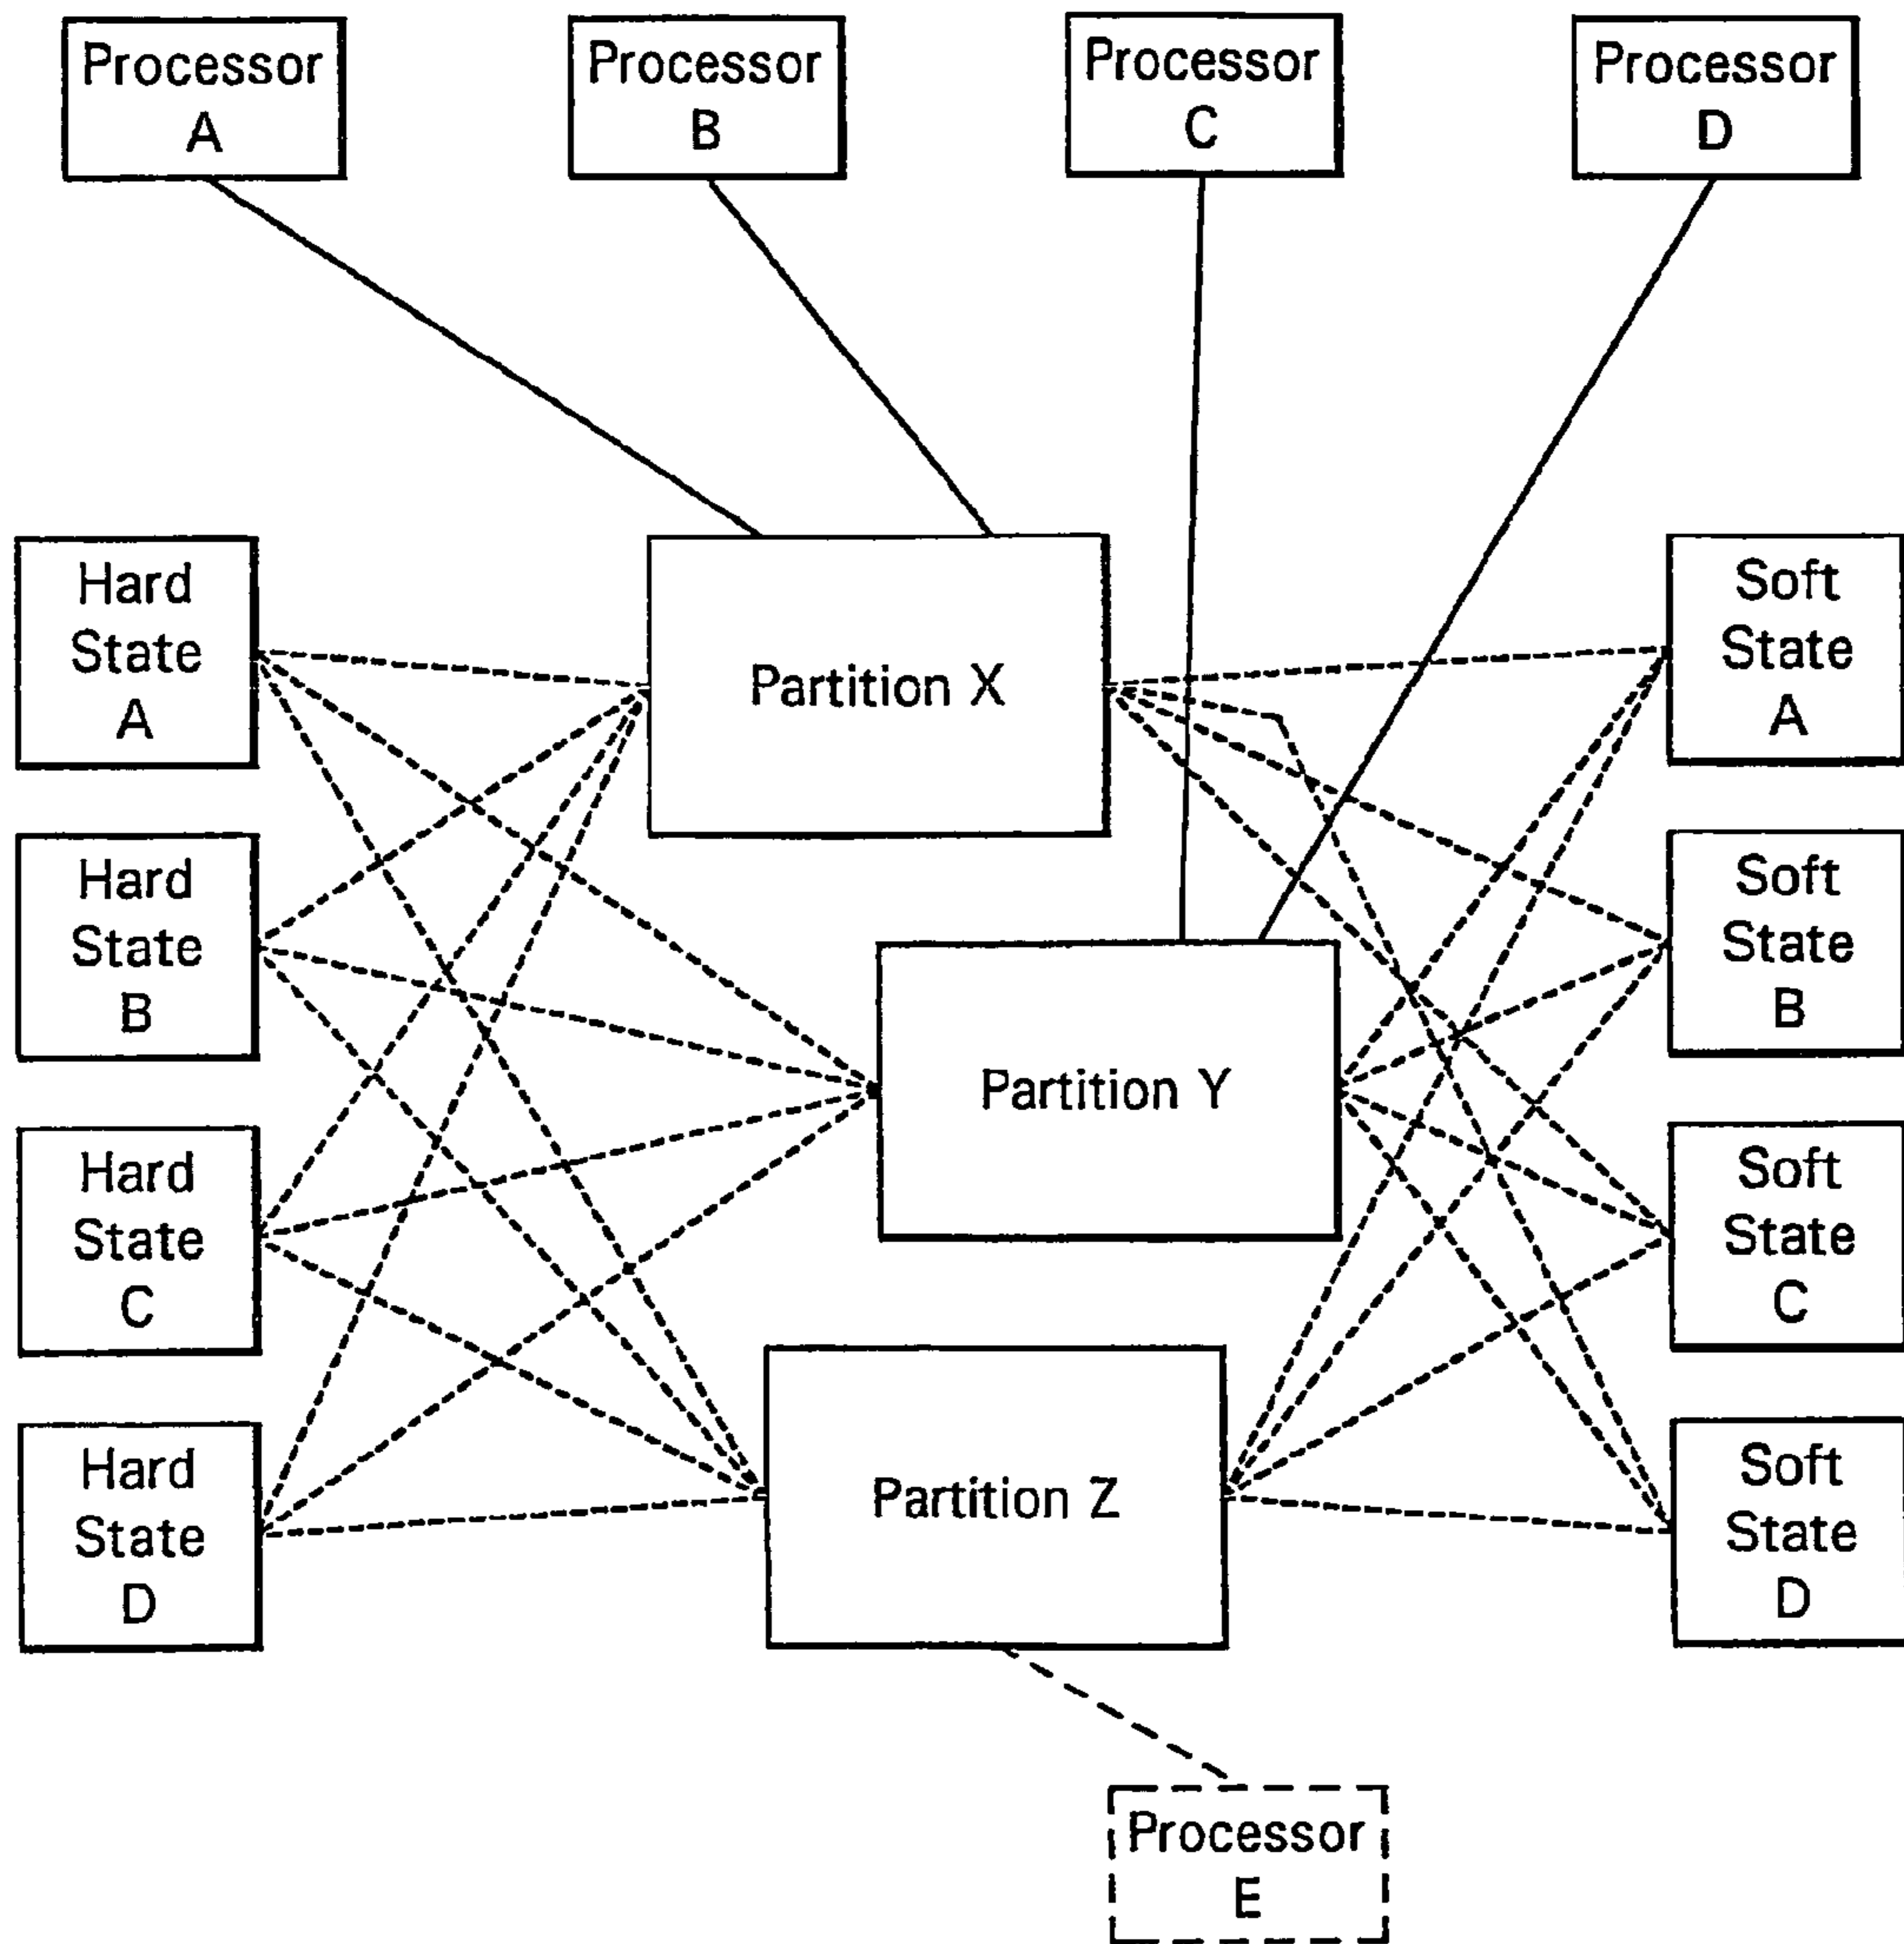 Processor
A
Processor
B
Processor
C
Processor
D
Hard
State
A
Partition X
Soft
State
A
Hard
State
B
Soft
State
B
Partition Y
Hard
State
C
Soft
State
C
Hard
State
D
Partition Z
Soft
State
D
Processor
E